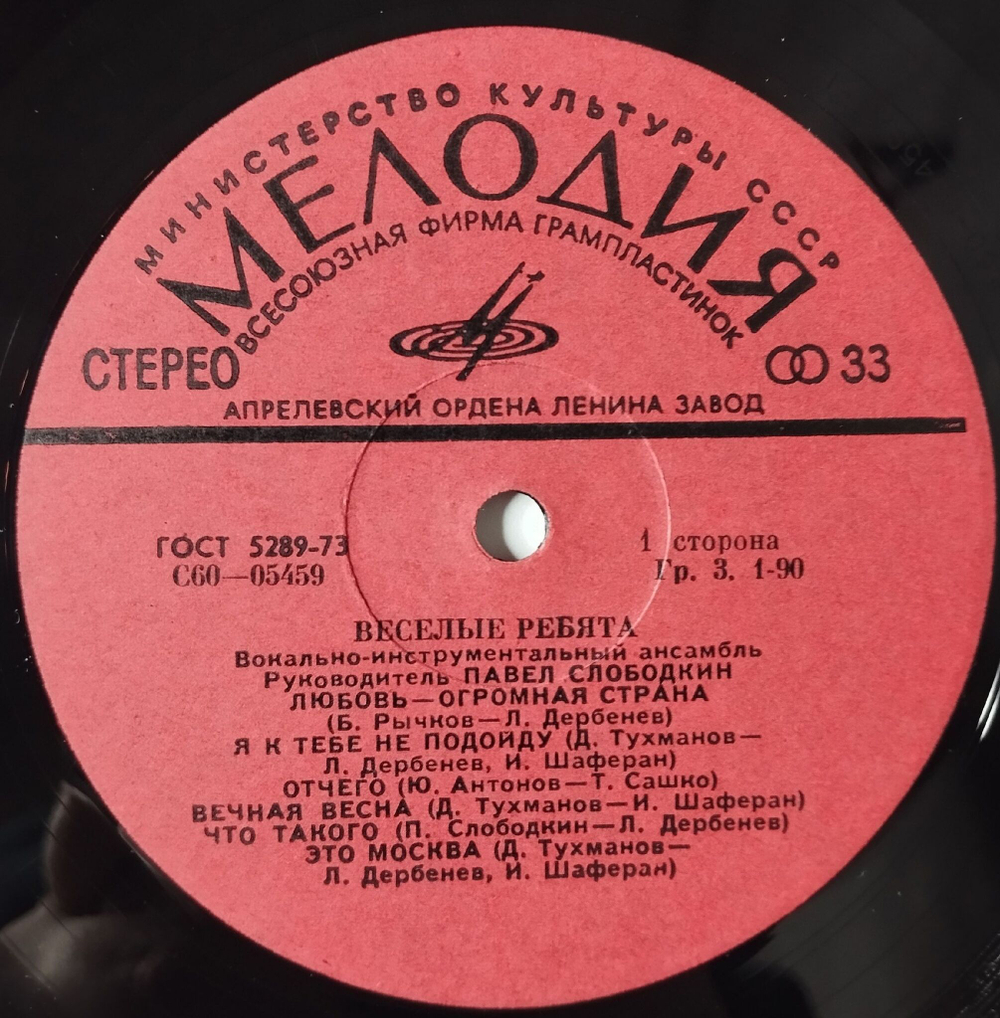 МИНИСТЕРСТВО КУЛЬТУРЫ СССР
МЕЛОДИЯ
ВСЕСОЮЗНАЯ ФИРМА ГРАМПЛАСТИНОК
СТЕРЕО
33
АПРЕЛЕВСКИЙ ОРДЕНА ЛЕНИНА ЗАВОД
ГОСТ 5289-73
1 сторона
С60—05459
Гр. 3. 1-90
ВЕСЕЛЫЕ РЕБЯТА
Вокально-инструментальный ансамбль
Руководитель ПАВЕЛ СЛОБОДКИН
ЛЮБОВЬ—ОГРОМНАЯ СТРАНА
(Б. Рычков—Л. Дербенев)
Я К ТЕБЕ НЕ ПОДОЙДУ (Д. Тухманов—
Л. Дербенев, И. Шаферан)
ОТЧЕГО (Ю. Антонов—Т. Сашко)
ВЕЧНАЯ ВЕСНА (Д. Тухманов—И. Шаферан)
ЧТО ТАКОГО (П. Слободкин—Л. Дербенев)
ЭТО МОСКВА (Д. Тухманов—
Л. Дербенев, И. Шаферан)